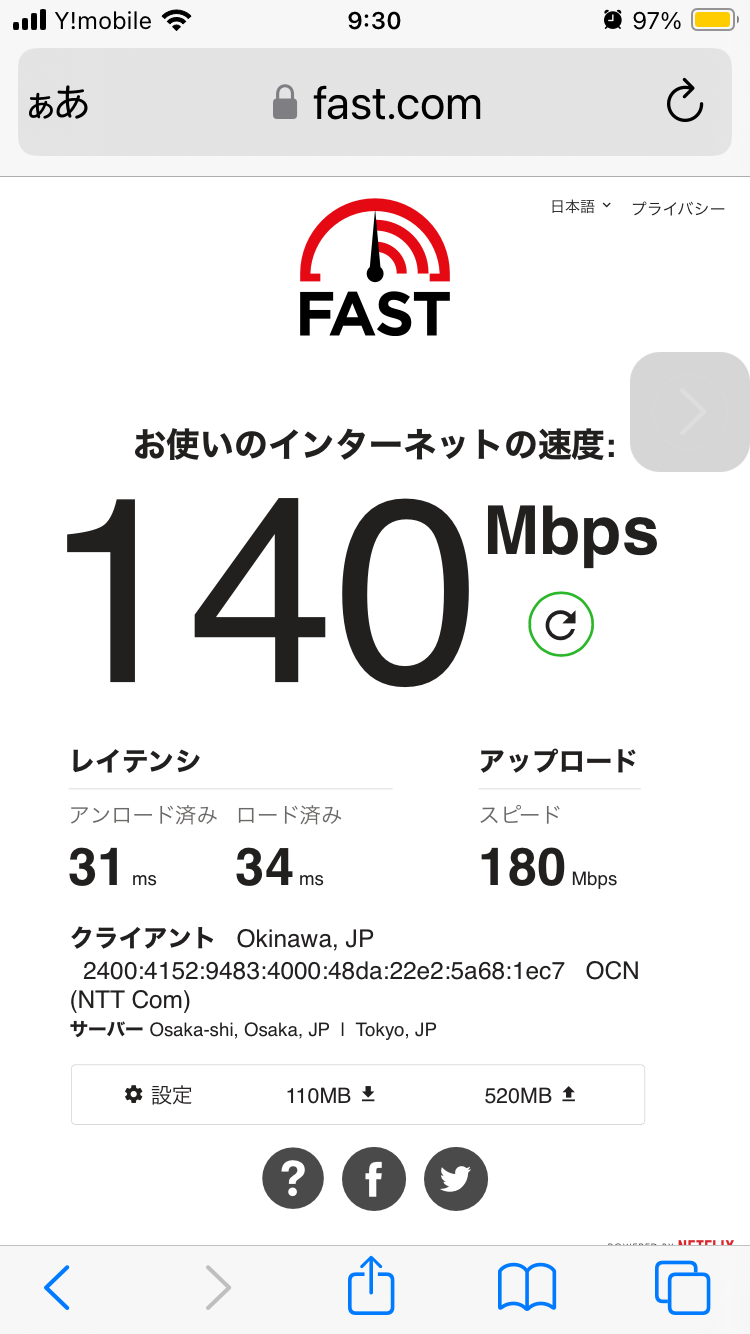 Y!mobile 9:30 97%
ぁあ fast.com
日本語 プライバシー
FAST
お使いのインターネットの速度:
140 Mbps
レイテンシ アップロード
アンロード済み ロード済み スピード
31 ms 34 ms 180 Mbps
クライアント Okinawa, JP
2400:4152:9483:4000:48da:22e2:5a68:1ec7 OCN
(NTT Com)
サーバー Osaka-shi, Osaka, JP | Tokyo, JP
設定 110MB 520MB
POWERED BY NETFLIX